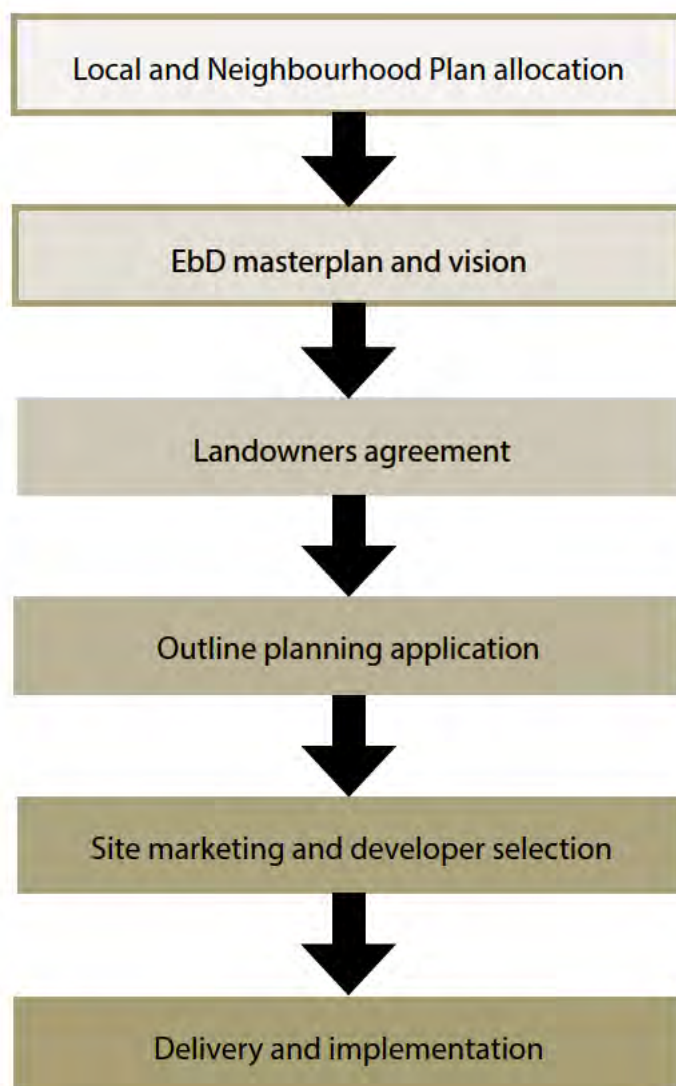 Local and Neighbourhood Plan allocation
EbD masterplan and vision
Landowners agreement
Outline planning application
Site marketing and developer selection
Delivery and implementation